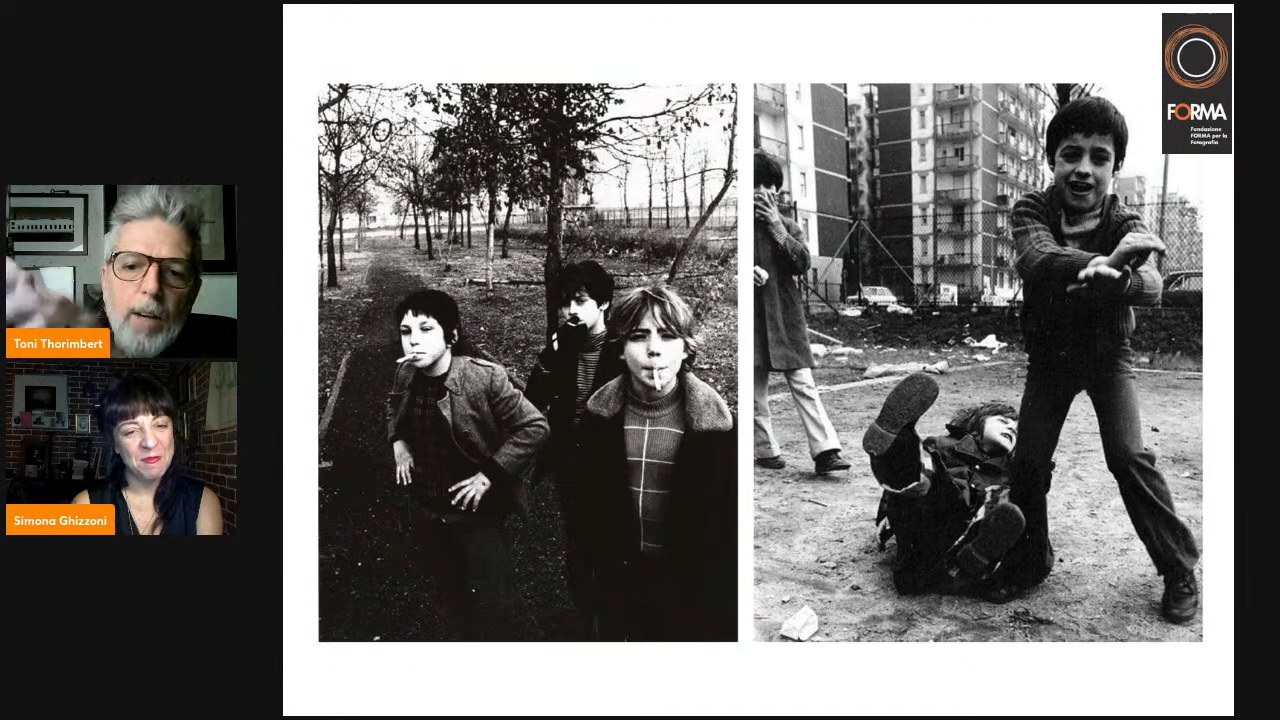 FORMA
Fondazione
FORMA per la
Fotografia
Toni Thorimbert
Simona Ghizzoni